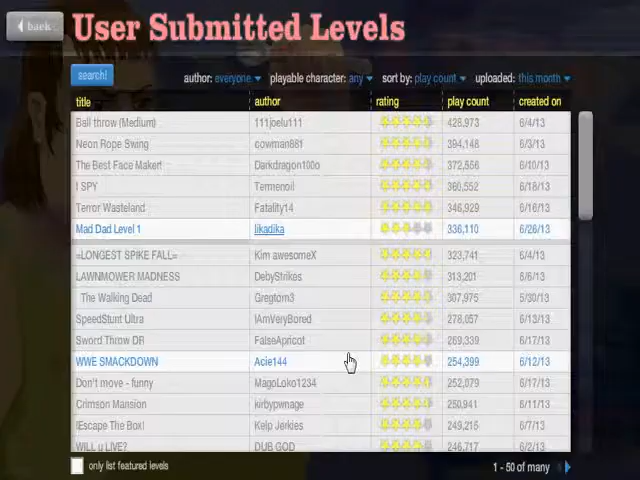 back
User Submitted Levels
search!
author: everyone playable character: any sort by: play count uploaded: this month
title author rating play count created on
Ball throw (Medium) 111joelu111 428,973 6/4/13
Neon Rope Swing cowman881 394,148 6/3/13
The Best Face Maker! Darkdragon100o 372,556 6/10/13
I SPY Termenoil 360,552 6/18/13
Terror Wasteland Fatality14 346,929 6/16/13
Mad Dad Level 1 likadika 336,110 6/26/13
=LONGEST SPIKE FALL= Kim awesomeX 323,741 6/4/13
LAWNMOWER MADNESS DebyStrikes 313,201 6/6/13
The Walking Dead Gregtom3 307,975 5/30/13
SpeedStunt Ultra IAmVeryBored 278,057 6/13/13
Sword Throw DR FalseApricot 269,339 6/17/13
WWE SMACKDOWN Acie144 254,399 6/12/13
Don't move - funny MagoLoko1234 252,079 6/17/13
Crimson Mansion kirbypwnage 250,941 6/11/13
!Escape The Box! Kelp Jerkies 249,215 6/7/13
WILL u LIVE? DUB GOD 246,717 6/2/13
only list featured levels 1 - 50 of many